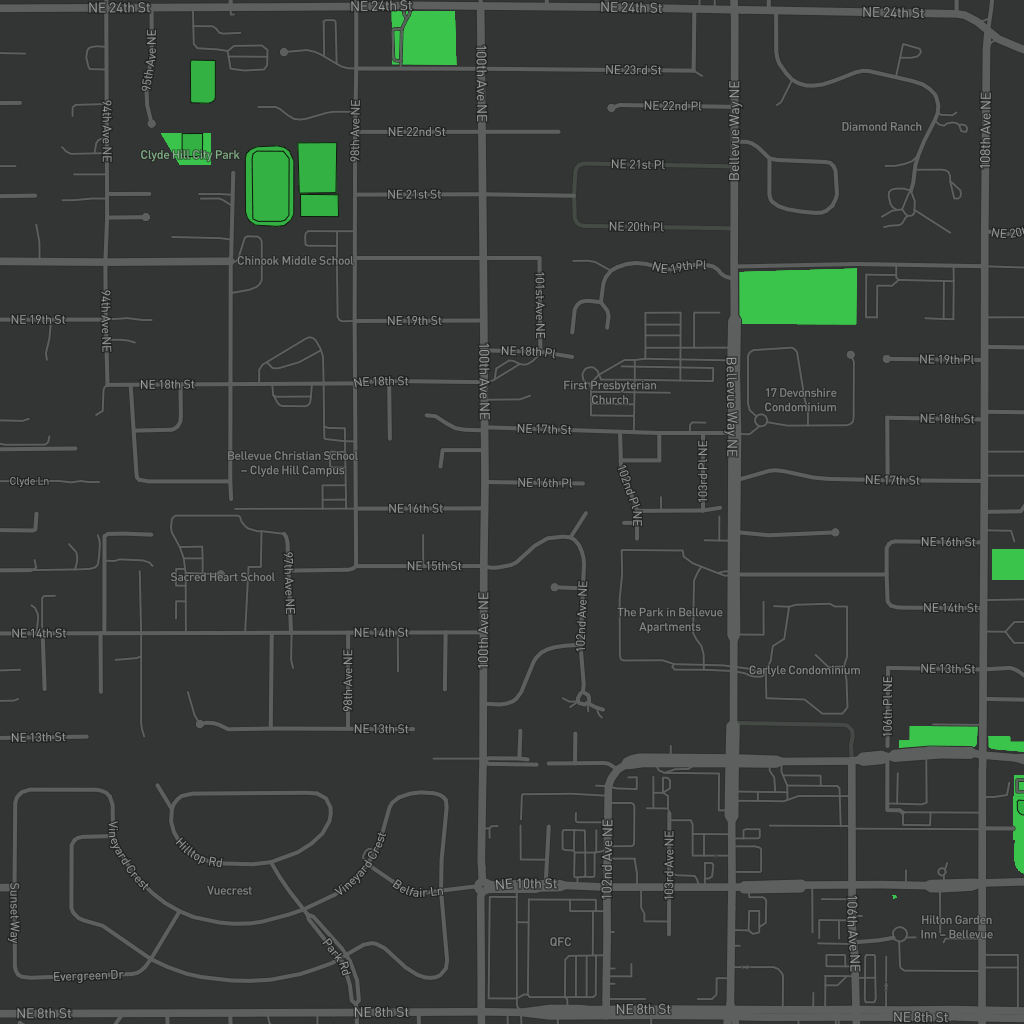 NE 24th St
NE 24th St
NE 24th St
NE 24th St
95th Ave NE
100th Ave NE
NE 23rd St
Bellevue Way NE
94th Ave NE
98th Ave NE
NE 22nd Pl
108th Ave NE
NE 22nd St
Diamond Ranch
Clyde Hill City Park
NE 21st Pl
NE 21st St
NE 20th Pl
NE 20th
Chinook Middle School
NE 19th Pl
101st Ave NE
94th Ave NE
NE 19th St
NE 19th St
NE 18th Pl
NE 19th Pl
100th Ave NE
Bellevue Way NE
NE 18th St
NE 18th St
First Presbyterian
Church
17 Devonshire
Condominium
NE 18th St
NE 17th St
Bellevue Christian School
– Clyde Hill Campus
103rd Pl NE
Clyde Ln
NE 16th Pl
102nd Pl NE
NE 17th St
NE 16th St
NE 16th St
NE 15th St
Sacred Heart School
97th Ave NE
102nd Ave NE
The Park in Bellevue
Apartments
NE 14th St
100th Ave NE
NE 14th St
NE 14th St
98th Ave NE
Carlyle Condominium
NE 13th St
106th Pl NE
NE 13th St
NE 13th St
Vineyard Crest
Hilltop Rd
Vineyard Crest
102nd Ave NE
103rd Ave NE
Vuecrest
Belfair Ln
NE 10th St
Sunset Way
106th Ave NE
Hilton Garden
Inn – Bellevue
QFC
Park Rd
Evergreen Dr
NE 8th St
NE 8th St
NE 8th St
NE 8th St